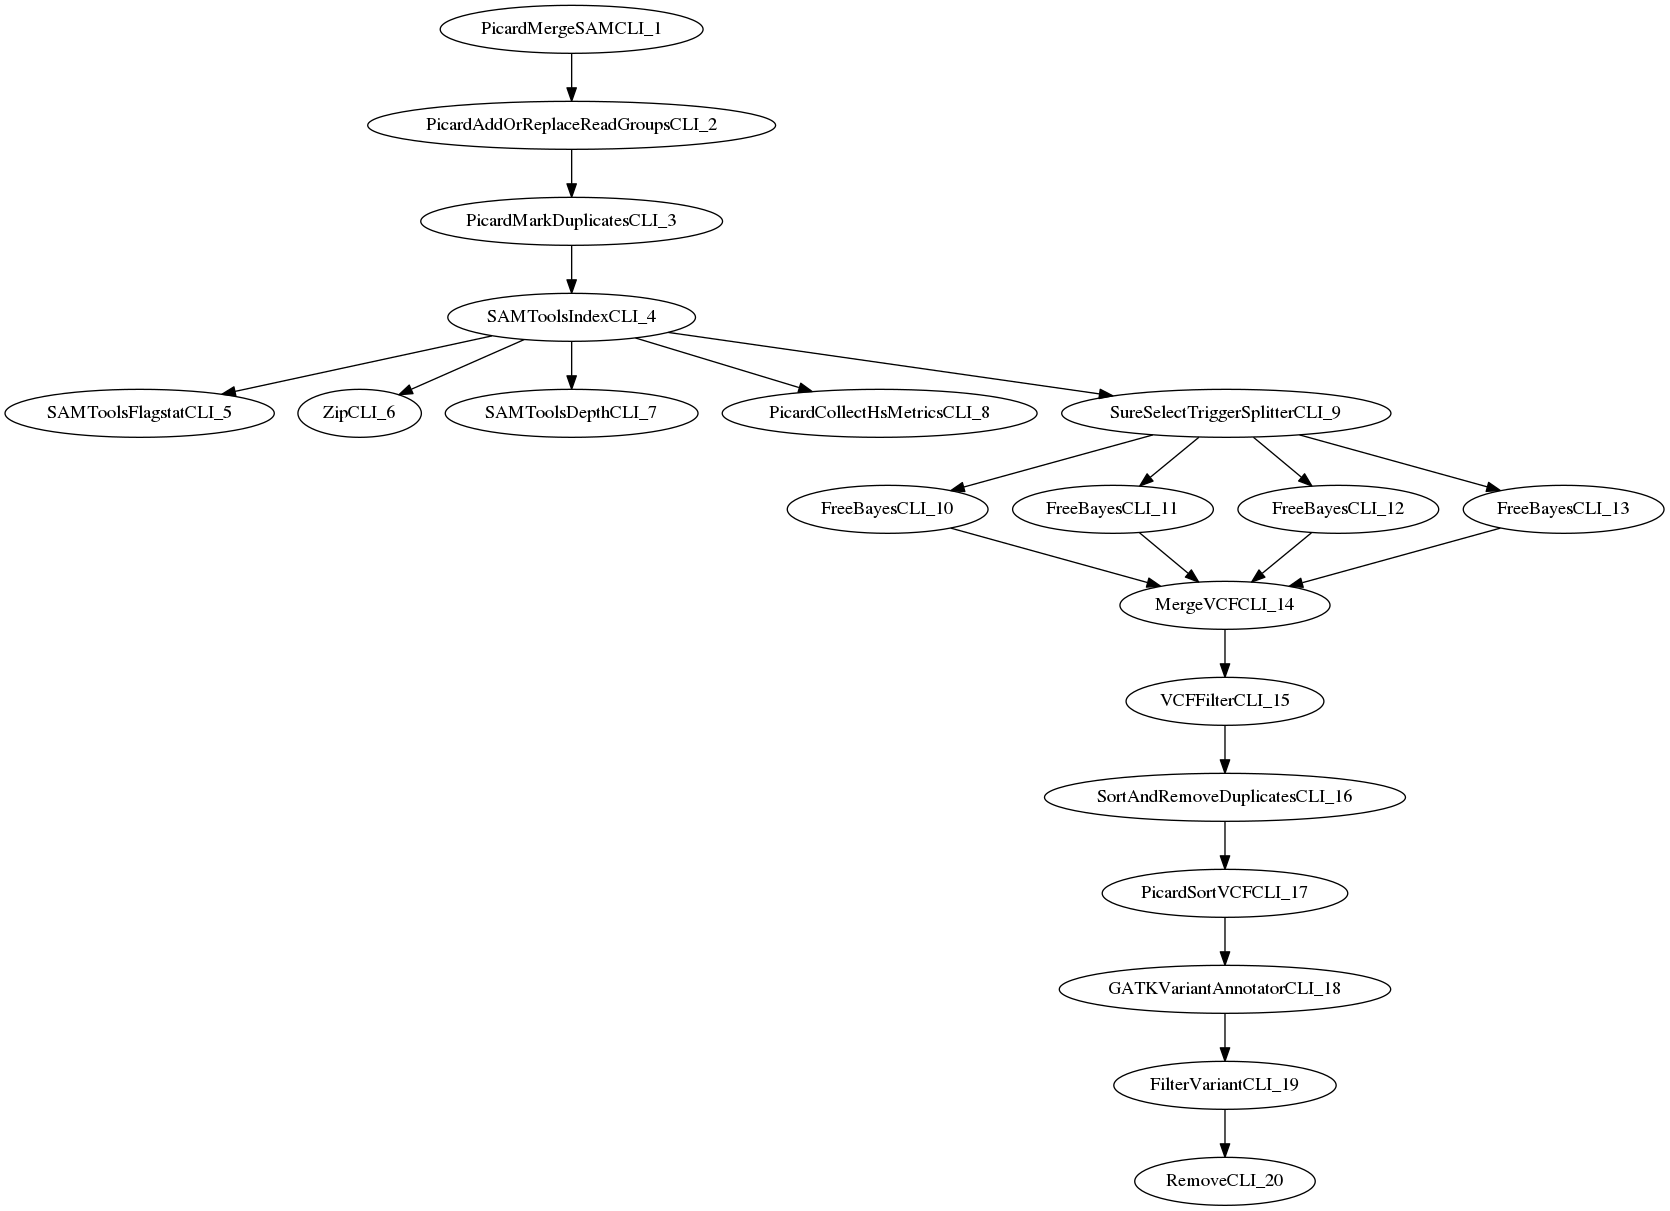 PicardMergeSAMCLI_1
PicardAddOrReplaceReadGroupsCLI_2
PicardMarkDuplicatesCLI_3
SAMToolsIndexCLI_4
SAMToolsFlagstatCLI_5
ZipCLI_6
SAMToolsDepthCLI_7
PicardCollectHsMetricsCLI_8
SureSelectTriggerSplitterCLI_9
FreeBayesCLI_10
FreeBayesCLI_11
FreeBayesCLI_12
FreeBayesCLI_13
MergeVCFCLI_14
VCFFilterCLI_15
SortAndRemoveDuplicatesCLI_16
PicardSortVCFCLI_17
GATKVariantAnnotatorCLI_18
FilterVariantCLI_19
RemoveCLI_20